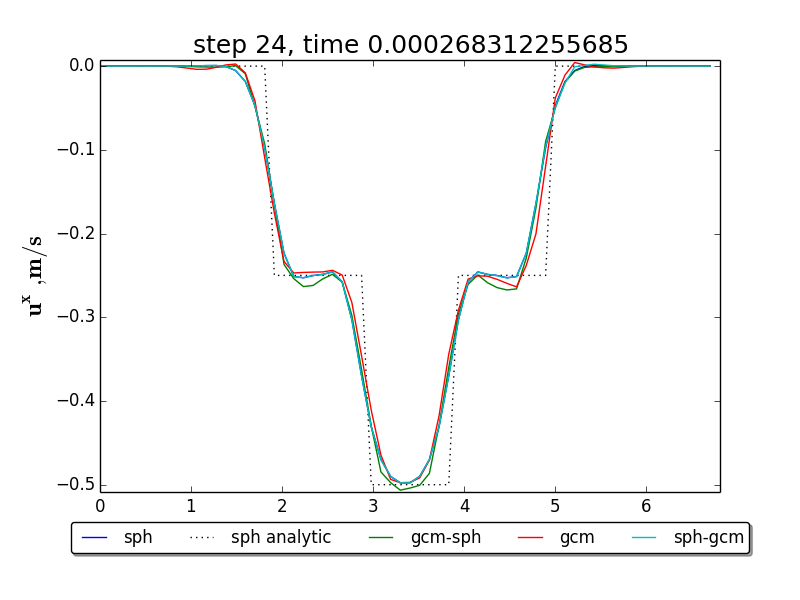 step 24, time 0.000268312255685
0.0
−0.1
−0.2
−0.3
−0.4
−0.5
u^x ,m/s
0 1 2 3 4 5 6
sph sph analytic gcm-sph gcm sph-gcm